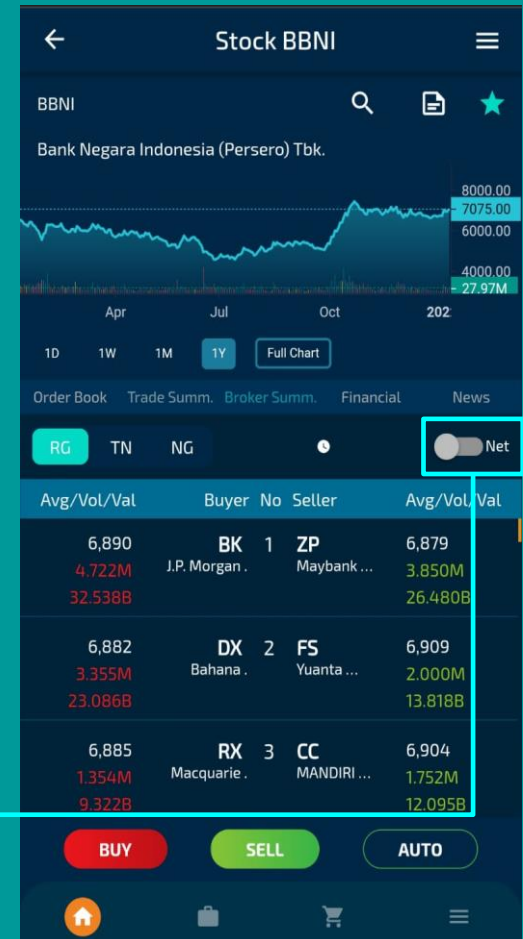 Stock BBNI
BBNI
Bank Negara Indonesia (Persero) Tbk.
8000.00
7075.00
6000.00
4000.00
27.97M
Apr Jul Oct 202
1D 1W 1M 1Y Full Chart
Order Book Trade Summ. Broker Summ. Financial News
RG TN NG Net
Avg/Vol/Val Buyer No Seller Avg/Vol/Val
6,890 BK 1 ZP 6,879
4.722M J.P. Morgan . Maybank ... 3.850M
32.538B 26.480B
6,882 DX 2 FS 6,909
3.355M Bahana . Yuanta ... 2.000M
23.086B 13.818B
6,885 RX 3 CC 6,904
1.354M Macquarie . MANDIRI ... 1.752M
9.322B 12.095B
BUY SELL AUTO